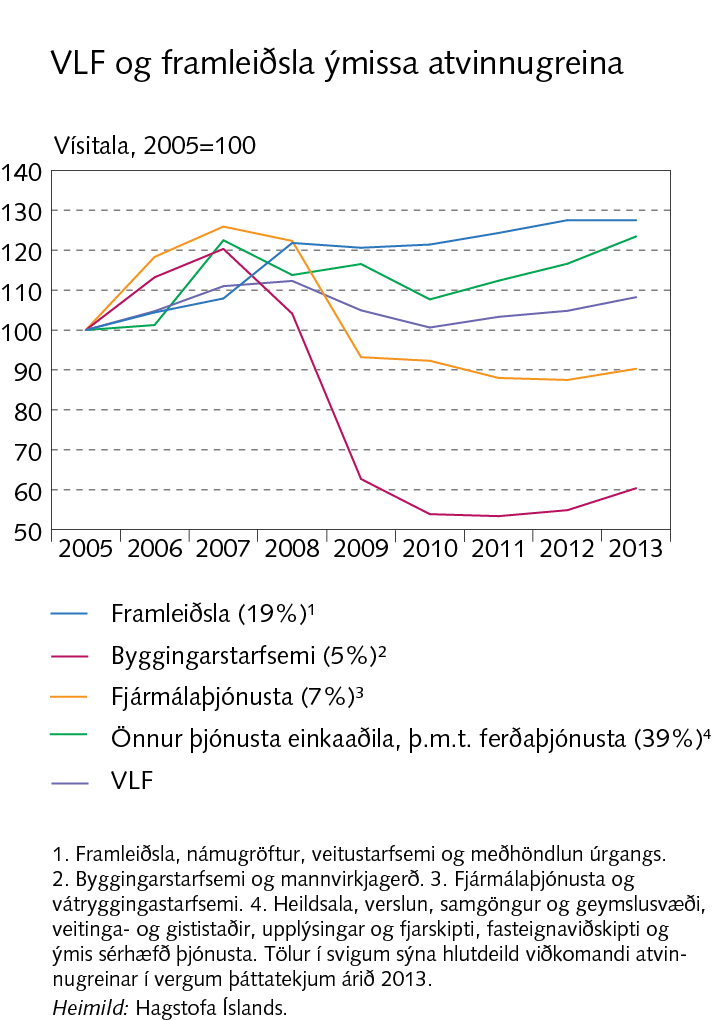 VLF og framleiðsla ýmissa atvinnugreina
Vísitala, 2005=100
140
130
120
110
100
90
80
70
60
50
2005 2006 2007 2008 2009 2010 2011 2012 2013
Framleiðsla (19%)¹
Byggingarstarfsemi (5%)²
Fjármálaþjónusta (7%)³
Önnur þjónusta einkaaðila, þ.m.t. ferðaþjónusta (39%)⁴
VLF
1. Framleiðsla, námugröftur, veitustarfsemi og meðhöndlun úrgangs.
2. Byggingarstarfsemi og mannvirkjagerð. 3. Fjármálaþjónusta og
vátryggingastarfsemi. 4. Heildsala, verslun, samgöngur og geymslusvæði,
veitinga- og gististaðir, upplýsingar og fjarskipti, fasteignaviðskipti og
ýmis sérhæfð þjónusta. Tölur í svigum sýna hlutdeild viðkomandi atvin-
nugreinar í vergum þáttatekjum árið 2013.
Heimild: Hagstofa Íslands.